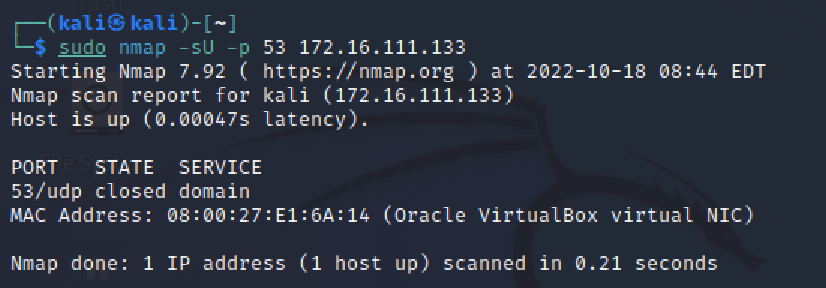 ┌──(kali㉿kali)-[~]
└─$ sudo nmap -sU -p 53 172.16.111.133
Starting Nmap 7.92 ( https://nmap.org ) at 2022-10-18 08:44 EDT
Nmap scan report for kali (172.16.111.133)
Host is up (0.00047s latency).
PORT   STATE  SERVICE
53/udp closed domain
MAC Address: 08:00:27:E1:6A:14 (Oracle VirtualBox virtual NIC)
Nmap done: 1 IP address (1 host up) scanned in 0.21 seconds